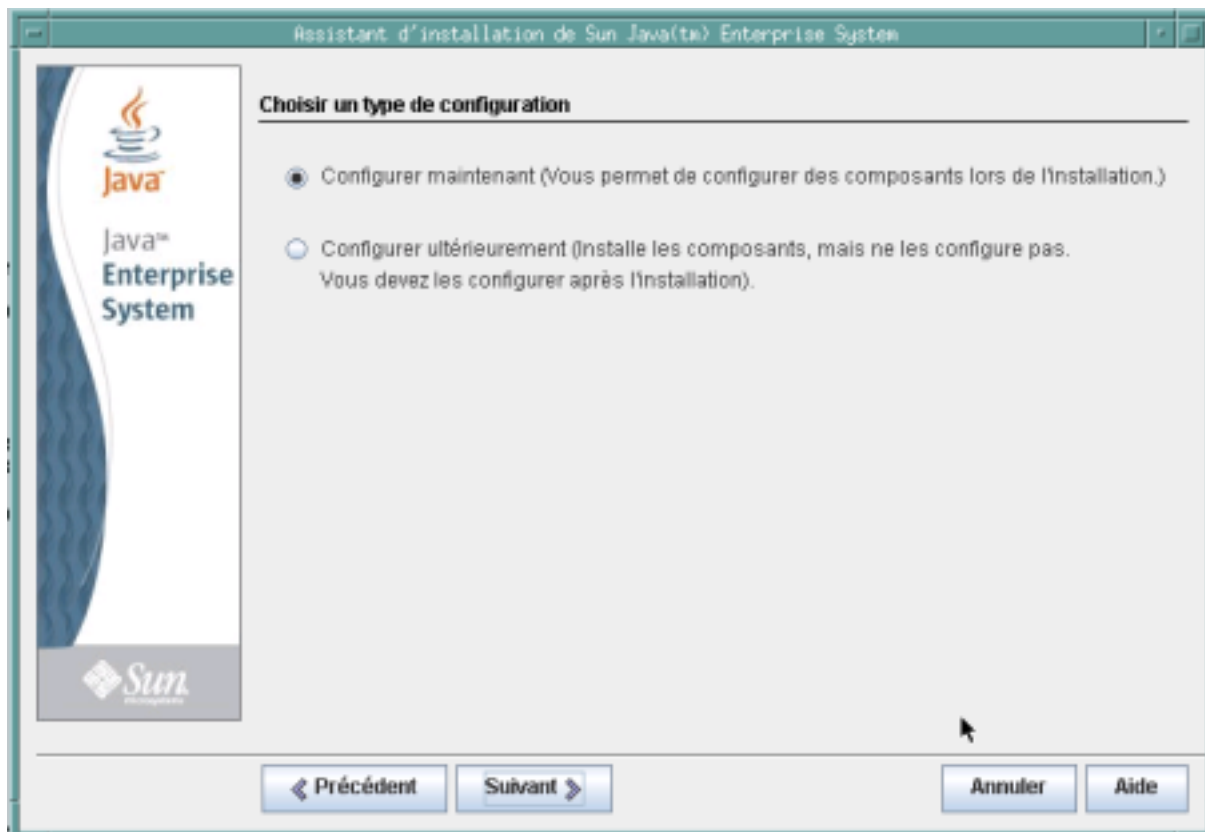 Assistant d'installation de Sun Java(tm) Enterprise System
Java
Java™
Enterprise
System
Sun
microsystems
Choisir un type de configuration
Configurer maintenant (Vous permet de configurer des composants lors de l'installation.)
Configurer ultérieurement (Installe les composants, mais ne les configure pas.
Vous devez les configurer après l'installation).
Précédent
Suivant
Annuler
Aide